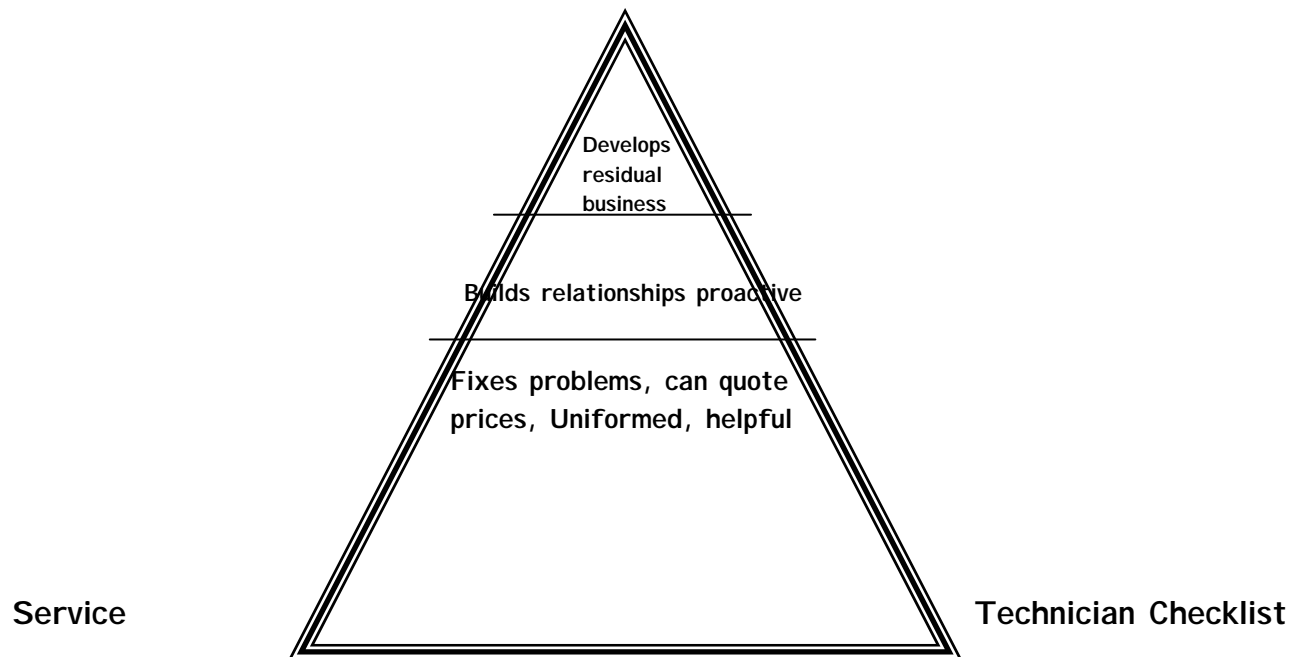 Develops
residual
business
Builds relationships proactive
Fixes problems, can quote
prices, Uniformed, helpful
Service
Technician Checklist